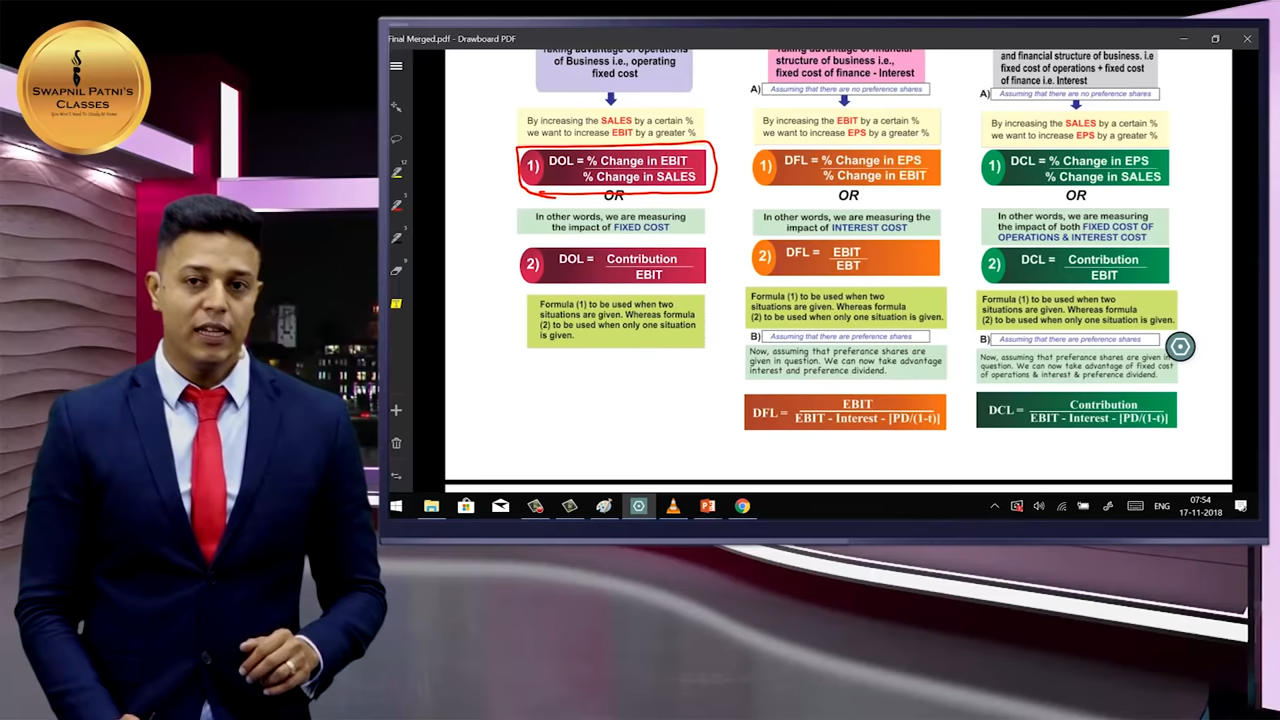 SWAPNIL PATNI'S
CLASSES
Final Merged.pdf - Drawboard PDF
Taking advantage of operations
of Business i.e., operating
fixed cost
By increasing the SALES by a certain %
we want to increase EBIT by a greater %
1) DOL = % Change in EBIT
% Change in SALES
OR
In other words, we are measuring
the impact of FIXED COST
2) DOL = Contribution
EBIT
Formula (1) to be used when two
situations are given. Whereas formula
(2) to be used when only one situation
is given.
Taking advantage of financial
structure of business i.e.,
fixed cost of finance - Interest
A) Assuming that there are no preference shares
By increasing the EBIT by a certain %
we want to increase EPS by a greater %
1) DFL = % Change in EPS
% Change in EBIT
OR
In other words, we are measuring the
impact of INTEREST COST
2) DFL = EBIT
EBT
Formula (1) to be used when two
situations are given. Whereas formula
(2) to be used when only one situation is given.
B) Assuming that there are preference shares
Now, assuming that preferance shares are
given in question. We can now take advantage
interest and preference dividend.
DFL = EBIT
EBIT - Interest - [PD/(1-t)]
and financial structure of business. i.e
fixed cost of operations + fixed cost
of finance i.e. Interest
A) Assuming that there are no preference shares
By increasing the SALES by a certain %
we want to increase EPS by a greater %
1) DCL = % Change in EPS
% Change in SALES
OR
In other words, we are measuring
the impact of both FIXED COST OF
OPERATIONS & INTEREST COST
2) DCL = Contribution
EBIT
Formula (1) to be used when two
situations are given. Whereas formula
(2) to be used when only one situation is given.
B) Assuming that there are preference shares
Now, assuming that preferance shares are given in
question. We can now take advantage of fixed cost
of operations & interest & preference dividend.
DCL = Contribution
EBIT - Interest - [PD/(1-t)]
ENG
07:54
17-11-2018